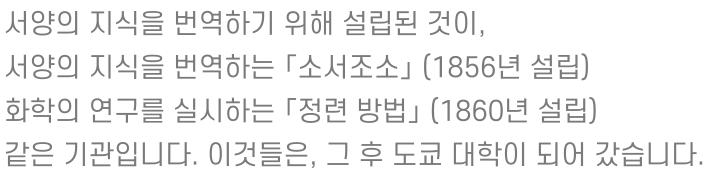 서양의 지식을 번역하기 위해 설립된 것이,
서양의 지식을 번역하는 「소서조소」 (1856년 설립)
화학의 연구를 실시하는 「정련 방법」 (1860년 설립)
같은 기관입니다. 이것들은, 그 후 도쿄 대학이 되어 갔습니다.